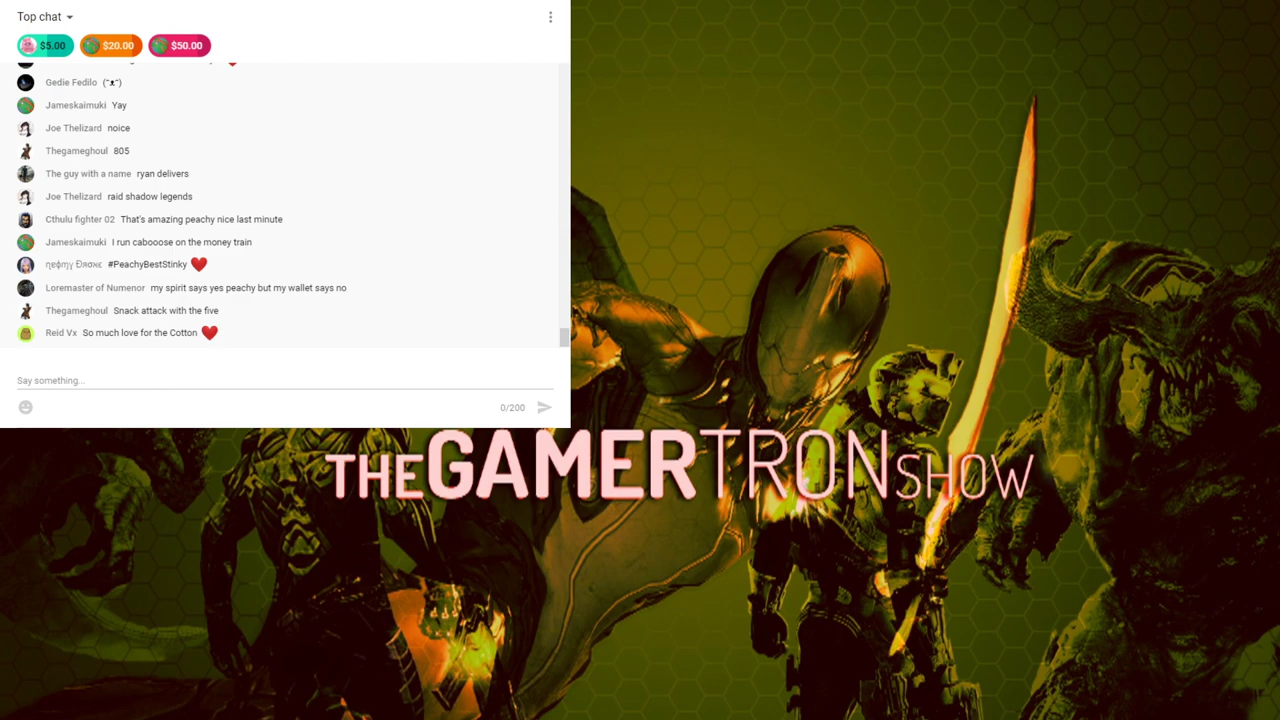 Top chat
$5.00 $20.00 $50.00
Gedie Fedilo (˘ᴥ˘)
Jameskaimuki Yay
Joe Thelizard noice
Thegameghoul 805
The guy with a name ryan delivers
Joe Thelizard raid shadow legends
Cthulu fighter 02 That's amazing peachy nice last minute
Jameskaimuki I run cabooose on the money train
#PeachyBestStinky ❤️
Loremaster of Numenor my spirit says yes peachy but my wallet says no
Thegameghoul Snack attack with the five
Reid Vx So much love for the Cotton ❤️
Say something...
0/200
THEGAMERTRONSHOW